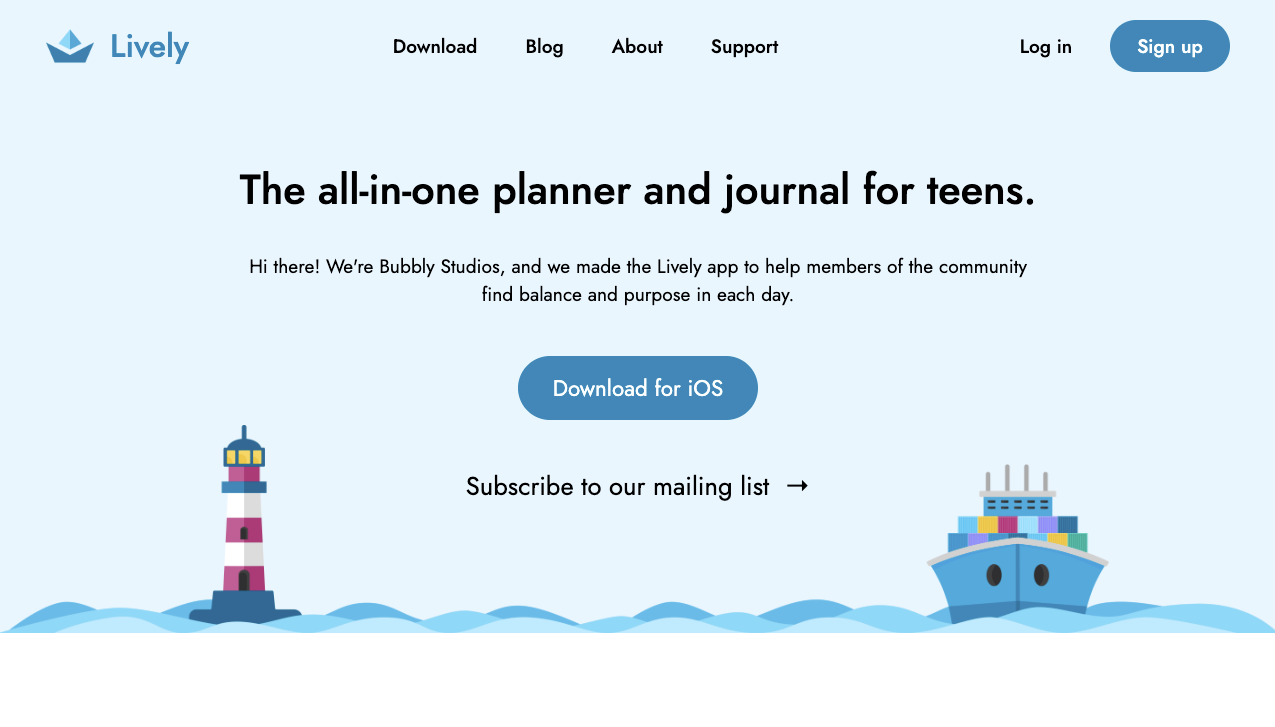 Lively
Download
Blog
About
Support
Log in
Sign up
The all-in-one planner and journal for teens.
Hi there! We're Bubbly Studios, and we made the Lively app to help members of the community
find balance and purpose in each day.
Download for iOS
Subscribe to our mailing list →